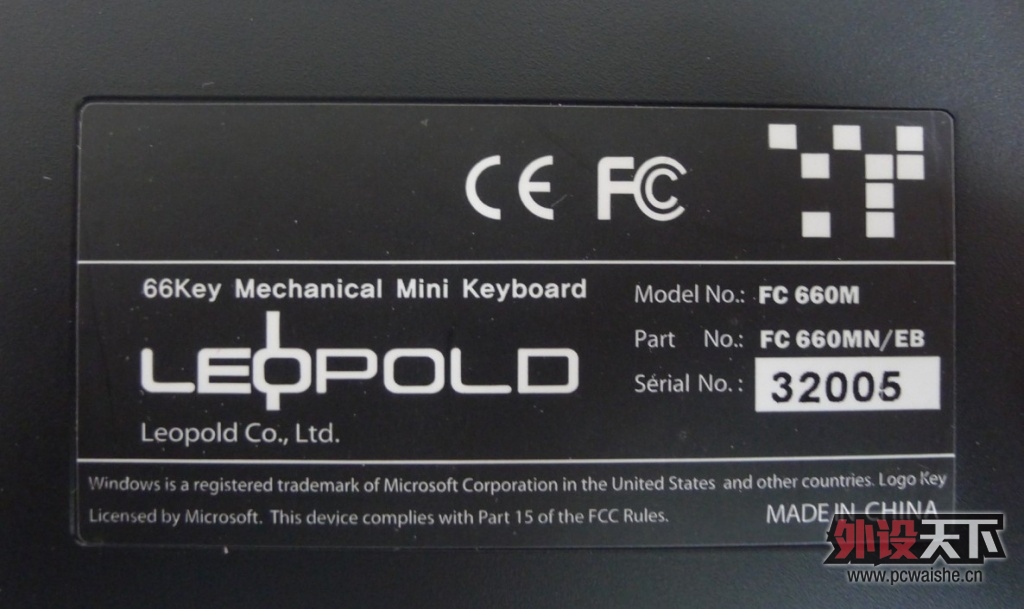 CE FC
66Key Mechanical Mini Keyboard
LEOPOLD
Leopold Co., Ltd.
Model No.: FC 660M
Part No.: FC 660MN/EB
Serial No.: 32005
Windows is a registered trademark of Microsoft Corporation in the United States and other countries. Logo Key
Licensed by Microsoft. This device complies with Part 15 of the FCC Rules.
MADE IN CHINA
外设天下
www.pcwaishe.cn